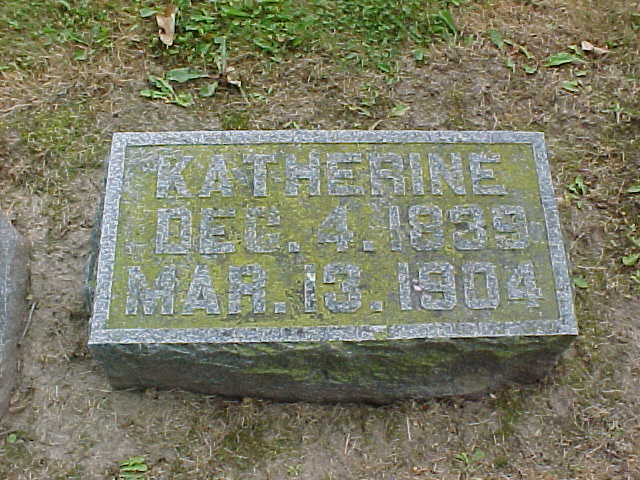 KATHERINE
DEC. 4. 1839
MAR. 13. 1904